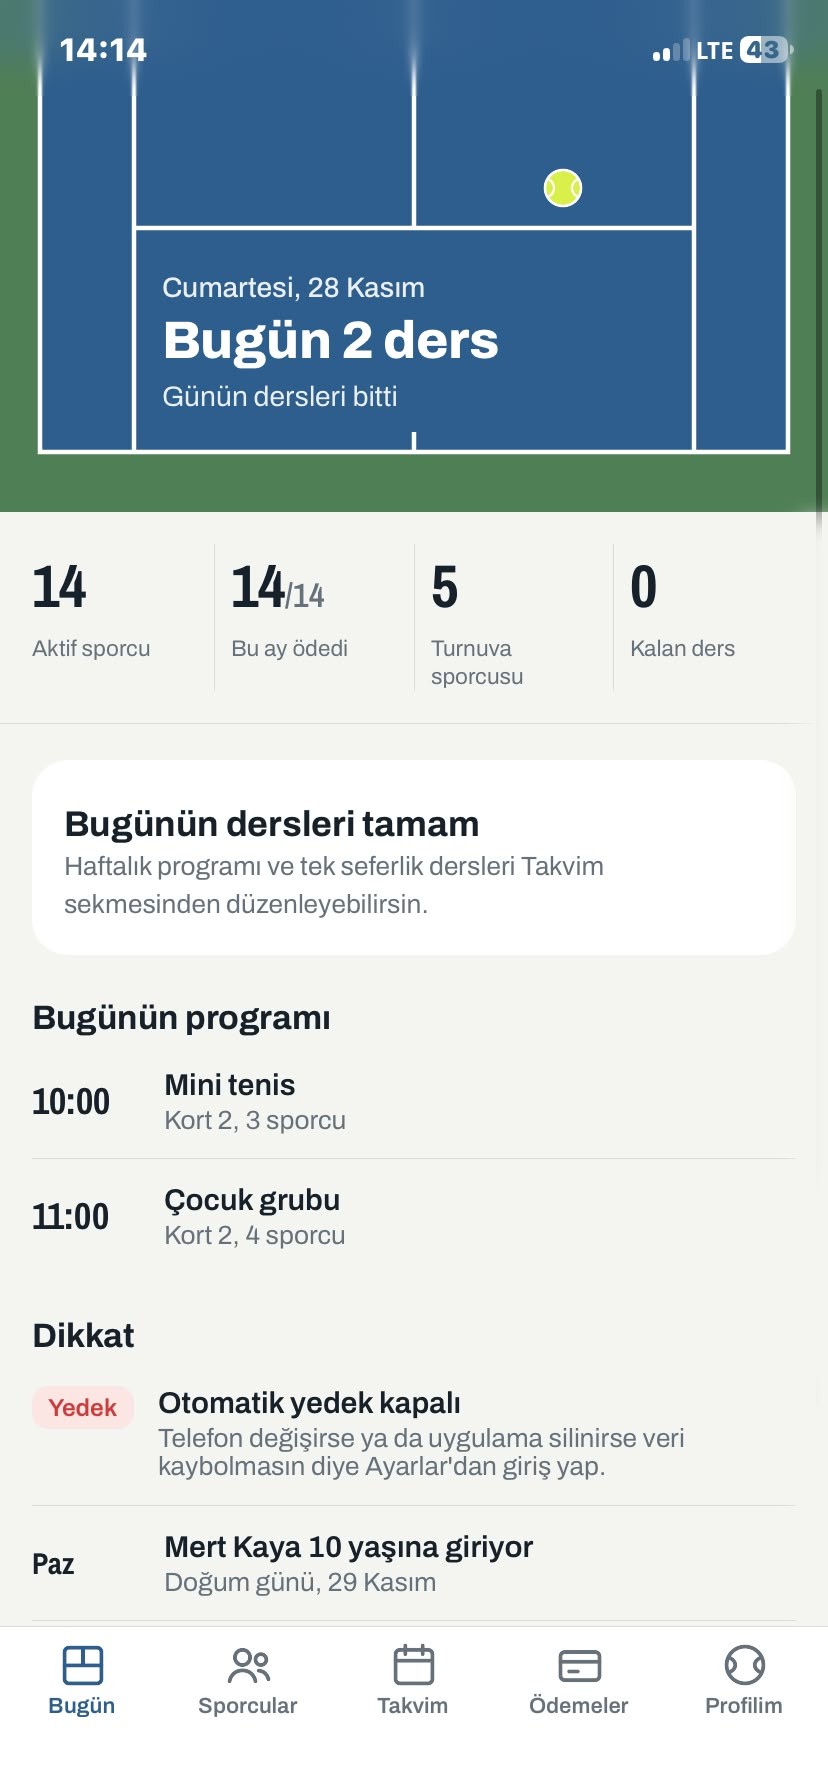 14:14
LTE 43
Cumartesi, 28 Kasım
Bugün 2 ders
Günün dersleri bitti
14
Aktif sporcu
14/14
Bu ay ödedi
5
Turnuva
sporcusu
0
Kalan ders
Bugünün dersleri tamam
Haftalık programı ve tek seferlik dersleri Takvim
sekmesinden düzenleyebilirsin.
Bugünün programı
10:00
Mini tenis
Kort 2, 3 sporcu
11:00
Çocuk grubu
Kort 2, 4 sporcu
Dikkat
Yedek
Otomatik yedek kapalı
Telefon değişirse ya da uygulama silinirse veri
kaybolmasın diye Ayarlar'dan giriş yap.
Paz
Mert Kaya 10 yaşına giriyor
Doğum günü, 29 Kasım
Bugün
Sporcular
Takvim
Ödemeler
Profilim